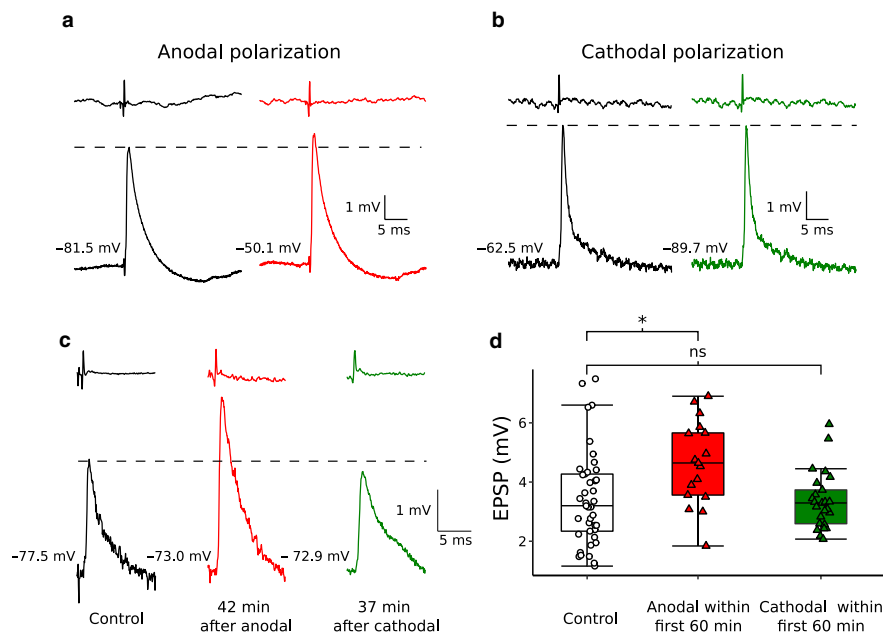 a
Anodal polarization
−81.5 mV
−50.1 mV
1 mV
5 ms
b
Cathodal polarization
−62.5 mV
−89.7 mV
1 mV
5 ms
c
−77.5 mV
−73.0 mV
−72.9 mV
1 mV
5 ms
Control
42 min
after anodal
37 min
after cathodal
d
*
ns
EPSP (mV)
6
4
2
Control
Anodal within
first 60 min
Cathodal within
first 60 min